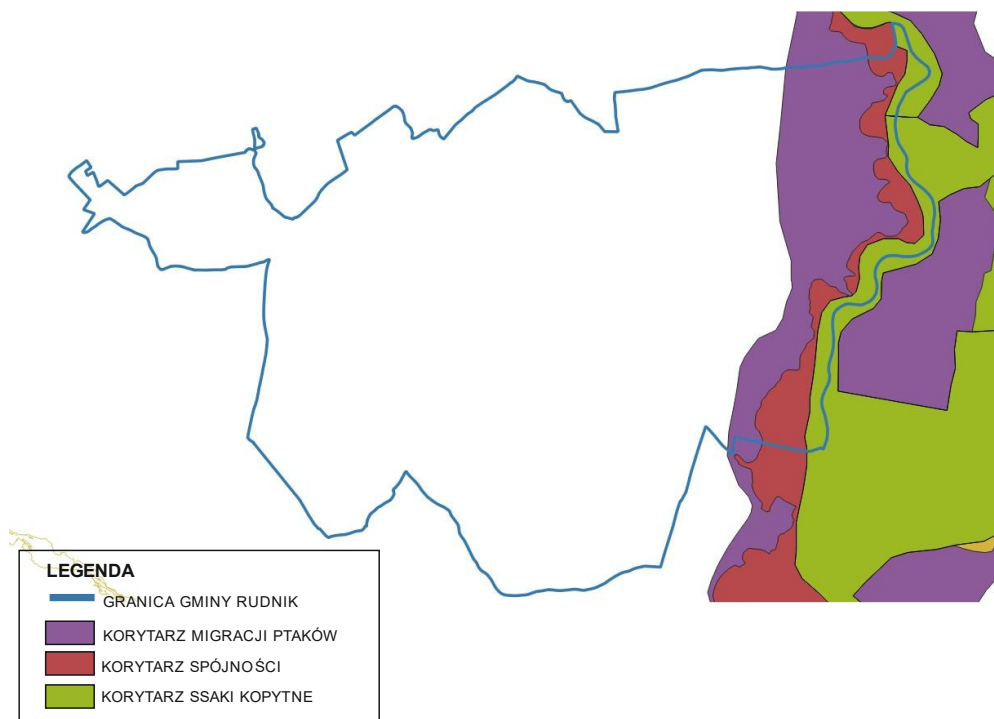 LEGENDA
GRANICA GMINY RUDNIK
KORYTARZ MIGRACJI PTAKÓW
KORYTARZ SPÓJNOŚCI
KORYTARZ SSAKI KOPYTNE